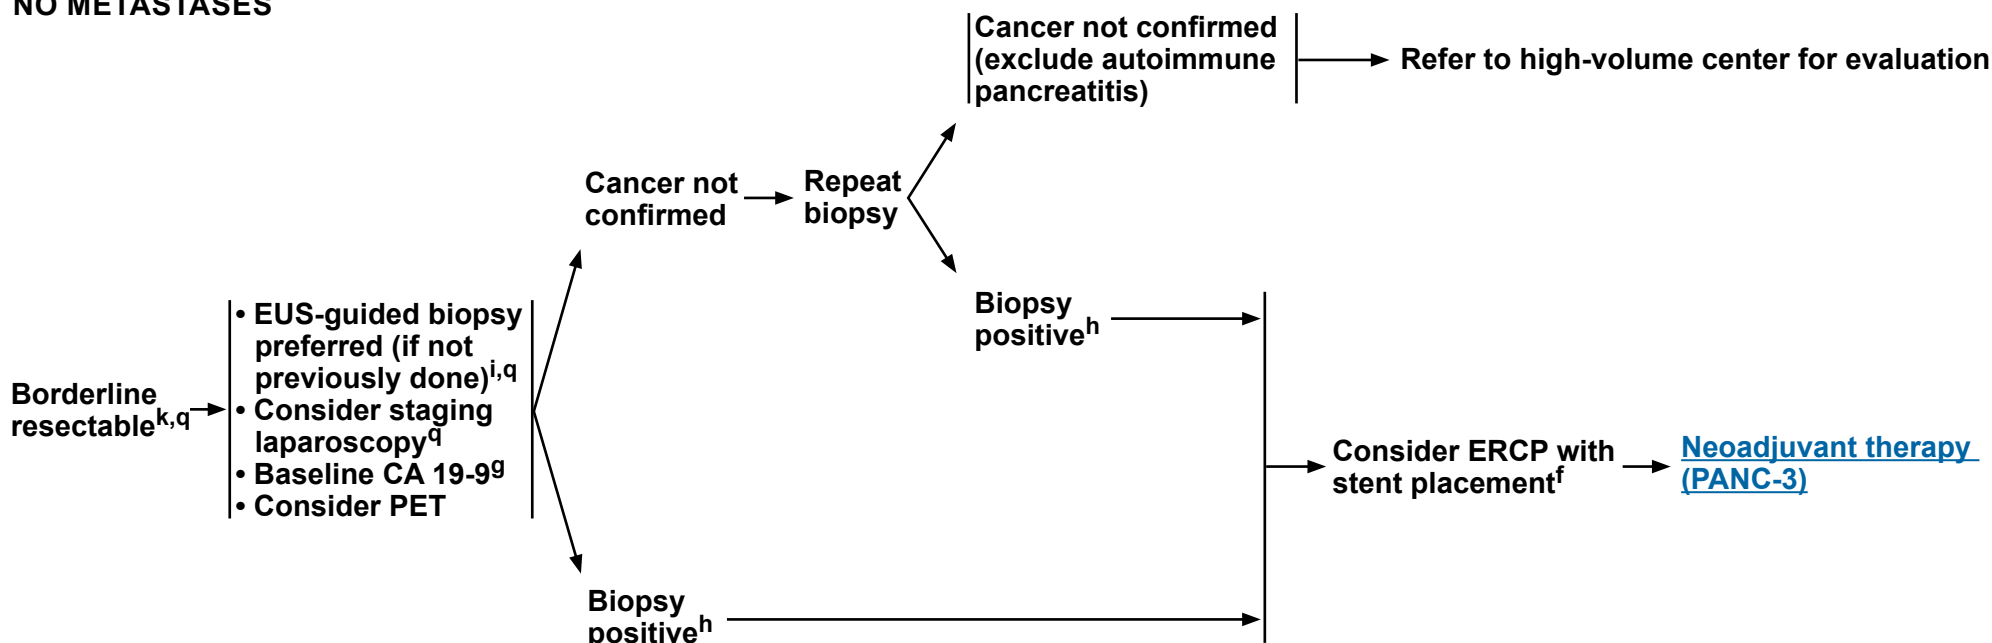 NO METASTASES
Cancer not confirmed
(exclude autoimmune
pancreatitis)
Refer to high-volume center for evaluation
Cancer not
confirmed
Repeat
biopsy
Biopsy
positiveh
Borderline
resectablek,q
• EUS-guided biopsy
preferred (if not
previously done)i,q
• Consider staging
laparoscopyq
• Baseline CA 19-9g
• Consider PET
Consider ERCP with
stent placementf
Neoadjuvant therapy
(PANC-3)
Biopsy
positiveh